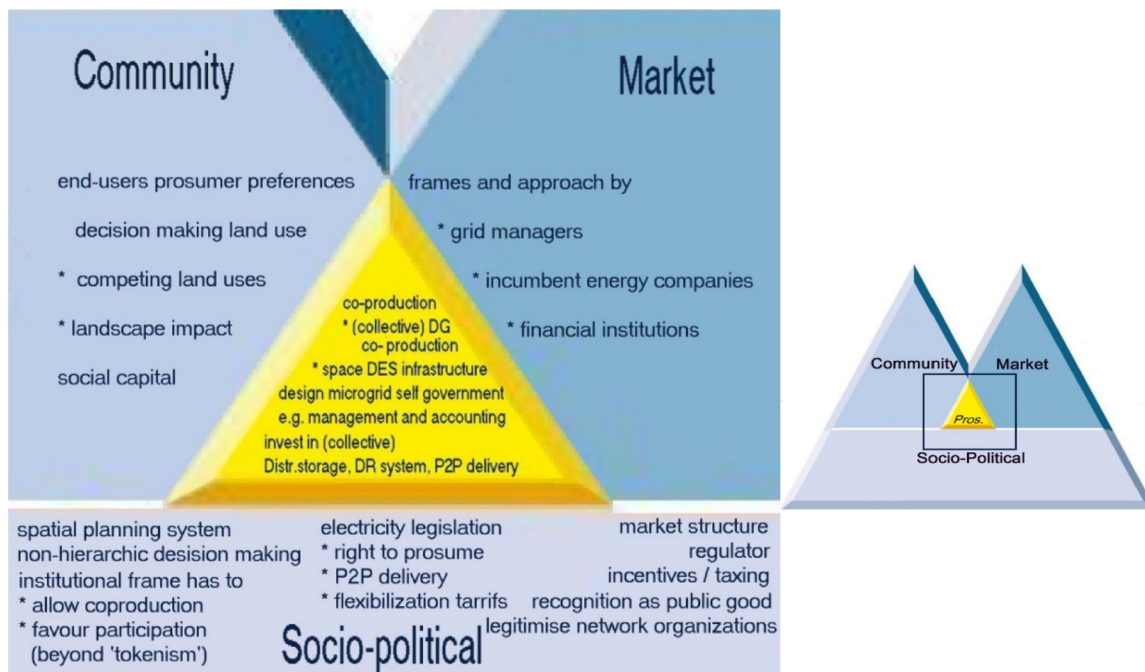 Community
Market
end-users prosumer preferences
decision making land use
* competing land uses
* landscape impact
social capital
frames and approach by
* grid managers
* incumbent energy companies
* financial institutions
co-production
* (collective) DG
co- production
* space DES infrastructure
design microgrid self government
e.g. management and accounting
invest in (collective)
Distr.storage, DR system, P2P delivery
spatial planning system
non-hierarchic desision making
institutional frame has to
* allow coproduction
* favour participation
(beyond 'tokenism')
electricity legislation
* right to prosume
* P2P delivery
* flexibilization tarrifs
market structure
regulator
incentives / taxing
recognition as public good
legitimise network organizations
Socio-political
Community
Market
Pros.
Socio-Political